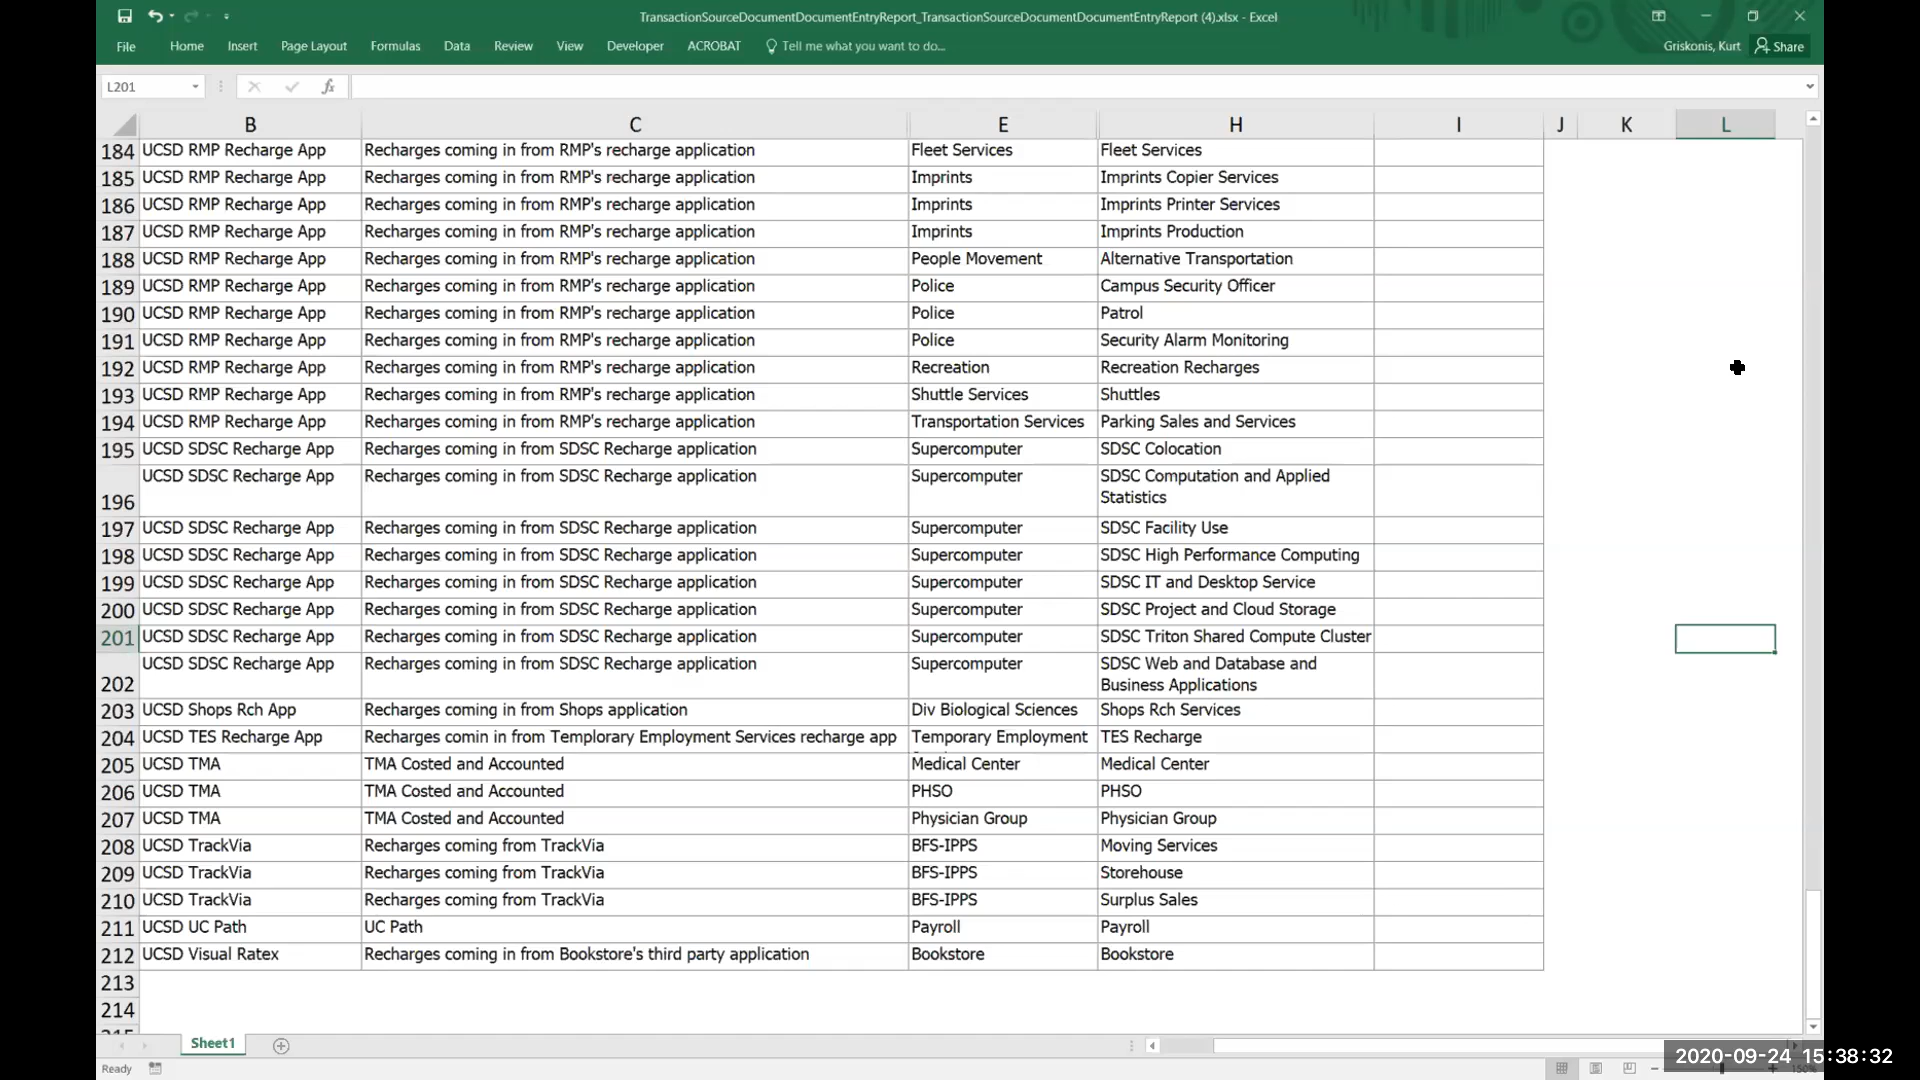 TransactionSourceDocumentDocumentEntryReport_TransactionSourceDocumentDocumentEntryReport (4).xlsx - Excel
File Home Insert Page Layout Formulas Data Review View Developer ACROBAT Tell me what you want to do... Griskonis, Kurt Share
L201 fx
B C E H I J K L
184 UCSD RMP Recharge App Recharges coming in from RMP's recharge application Fleet Services Fleet Services
185 UCSD RMP Recharge App Recharges coming in from RMP's recharge application Imprints Imprints Copier Services
186 UCSD RMP Recharge App Recharges coming in from RMP's recharge application Imprints Imprints Printer Services
187 UCSD RMP Recharge App Recharges coming in from RMP's recharge application Imprints Imprints Production
188 UCSD RMP Recharge App Recharges coming in from RMP's recharge application People Movement Alternative Transportation
189 UCSD RMP Recharge App Recharges coming in from RMP's recharge application Police Campus Security Officer
190 UCSD RMP Recharge App Recharges coming in from RMP's recharge application Police Patrol
191 UCSD RMP Recharge App Recharges coming in from RMP's recharge application Police Security Alarm Monitoring
192 UCSD RMP Recharge App Recharges coming in from RMP's recharge application Recreation Recreation Recharges
193 UCSD RMP Recharge App Recharges coming in from RMP's recharge application Shuttle Services Shuttles
194 UCSD RMP Recharge App Recharges coming in from RMP's recharge application Transportation Services Parking Sales and Services
195 UCSD SDSC Recharge App Recharges coming in from SDSC Recharge application Supercomputer SDSC Colocation
UCSD SDSC Recharge App Recharges coming in from SDSC Recharge application Supercomputer SDSC Computation and Applied
196 Statistics
197 UCSD SDSC Recharge App Recharges coming in from SDSC Recharge application Supercomputer SDSC Facility Use
198 UCSD SDSC Recharge App Recharges coming in from SDSC Recharge application Supercomputer SDSC High Performance Computing
199 UCSD SDSC Recharge App Recharges coming in from SDSC Recharge application Supercomputer SDSC IT and Desktop Service
200 UCSD SDSC Recharge App Recharges coming in from SDSC Recharge application Supercomputer SDSC Project and Cloud Storage
201 UCSD SDSC Recharge App Recharges coming in from SDSC Recharge application Supercomputer SDSC Triton Shared Compute Cluster
UCSD SDSC Recharge App Recharges coming in from SDSC Recharge application Supercomputer SDSC Web and Database and
202 Business Applications
203 UCSD Shops Rch App Recharges coming in from Shops application Div Biological Sciences Shops Rch Services
204 UCSD TES Recharge App Recharges comin in from Templorary Employment Services recharge app Temporary Employment TES Recharge
205 UCSD TMA TMA Costed and Accounted Medical Center Medical Center
206 UCSD TMA TMA Costed and Accounted PHSO PHSO
207 UCSD TMA TMA Costed and Accounted Physician Group Physician Group
208 UCSD TrackVia Recharges coming from TrackVia BFS-IPPS Moving Services
209 UCSD TrackVia Recharges coming from TrackVia BFS-IPPS Storehouse
210 UCSD TrackVia Recharges coming from TrackVia BFS-IPPS Surplus Sales
211 UCSD UC Path UC Path Payroll Payroll
212 UCSD Visual Ratex Recharges coming in from Bookstore's third party application Bookstore Bookstore
213
214
Sheet1
Ready
2020-09-24 15:38:32